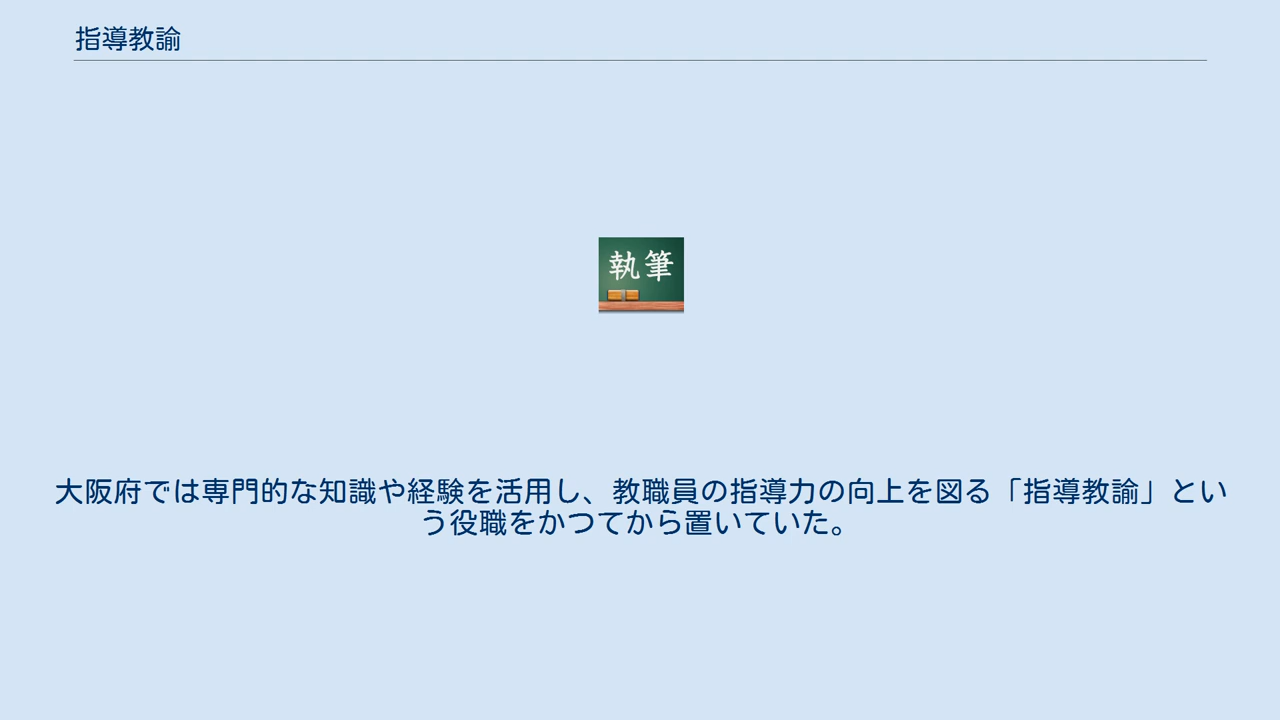 指導教諭
執筆
大阪府では専門的な知識や経験を活用し、教職員の指導力の向上を図る「指導教諭」とい
う役職をかつてから置いていた。